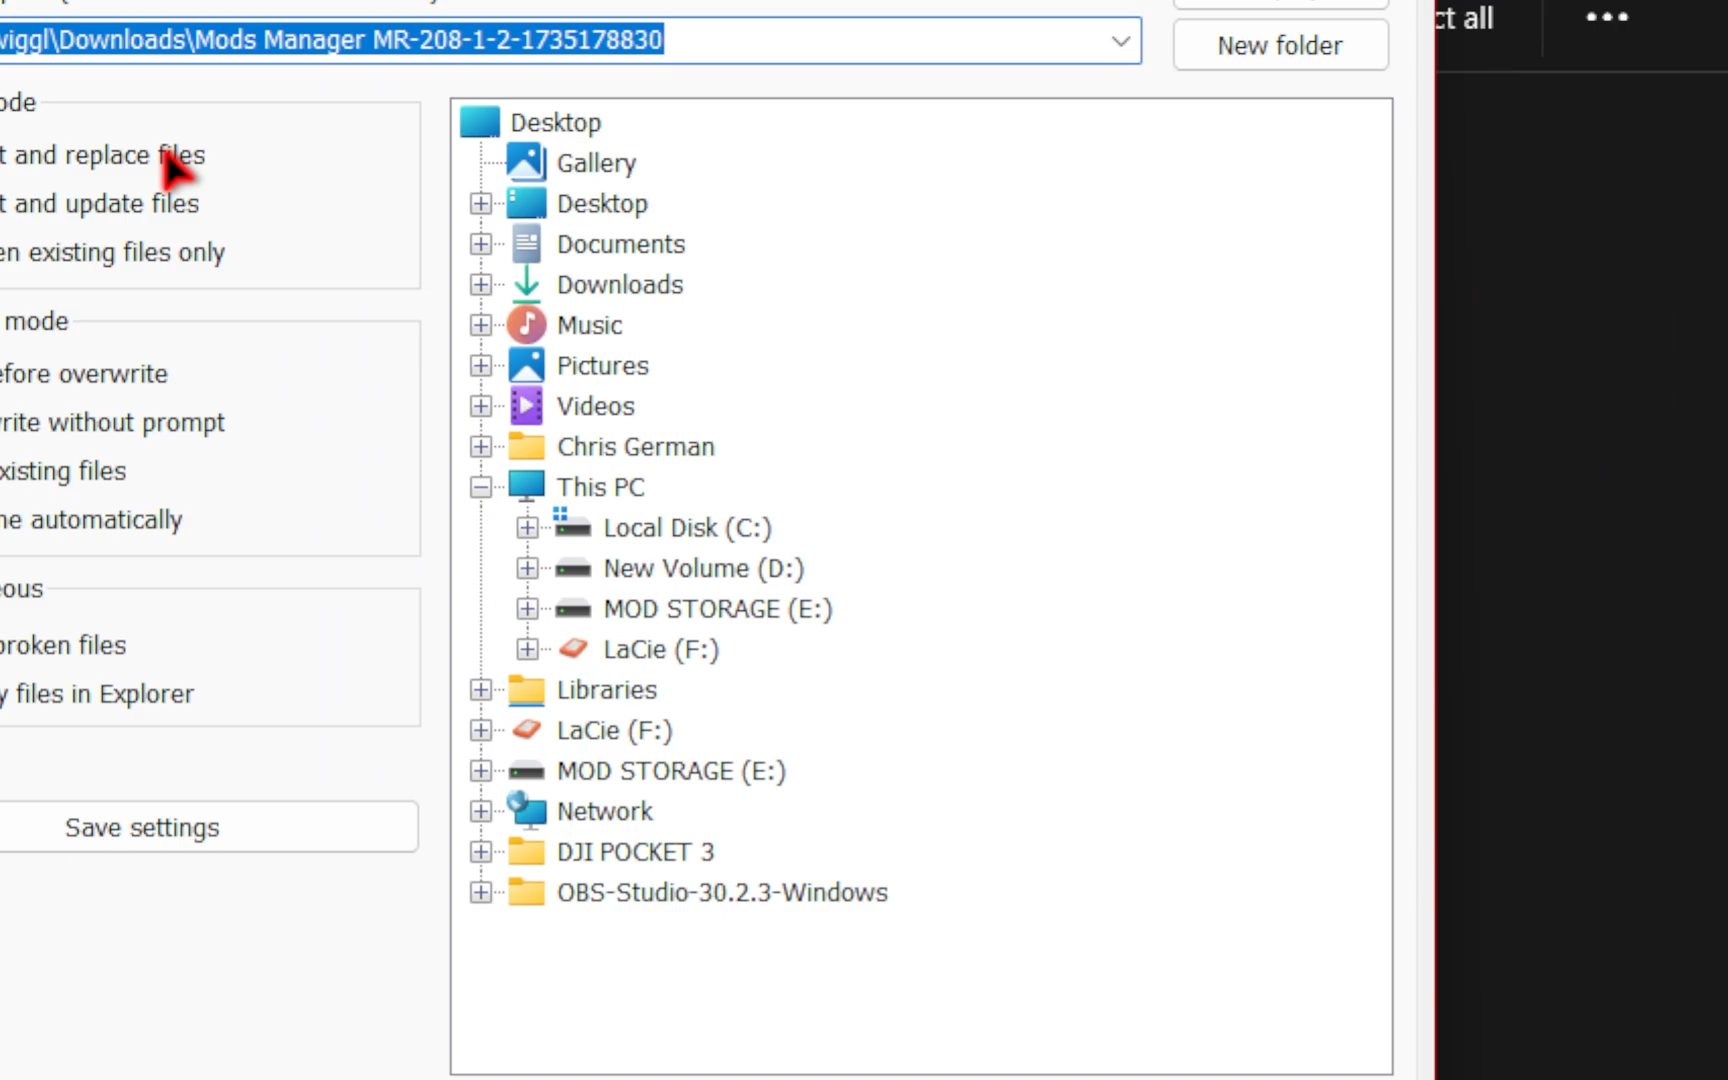 wiggl\Downloads\Mods Manager MR-208-1-2-1735178830
New folder
ct all
ode
t and replace files
t and update files
en existing files only
mode
efore overwrite
rite without prompt
xisting files
ne automatically
eous
broken files
y files in Explorer
Save settings
Desktop
Gallery
Desktop
Documents
Downloads
Music
Pictures
Videos
Chris German
This PC
Local Disk (C:)
New Volume (D:)
MOD STORAGE (E:)
LaCie (F:)
Libraries
LaCie (F:)
MOD STORAGE (E:)
Network
DJI POCKET 3
OBS-Studio-30.2.3-Windows